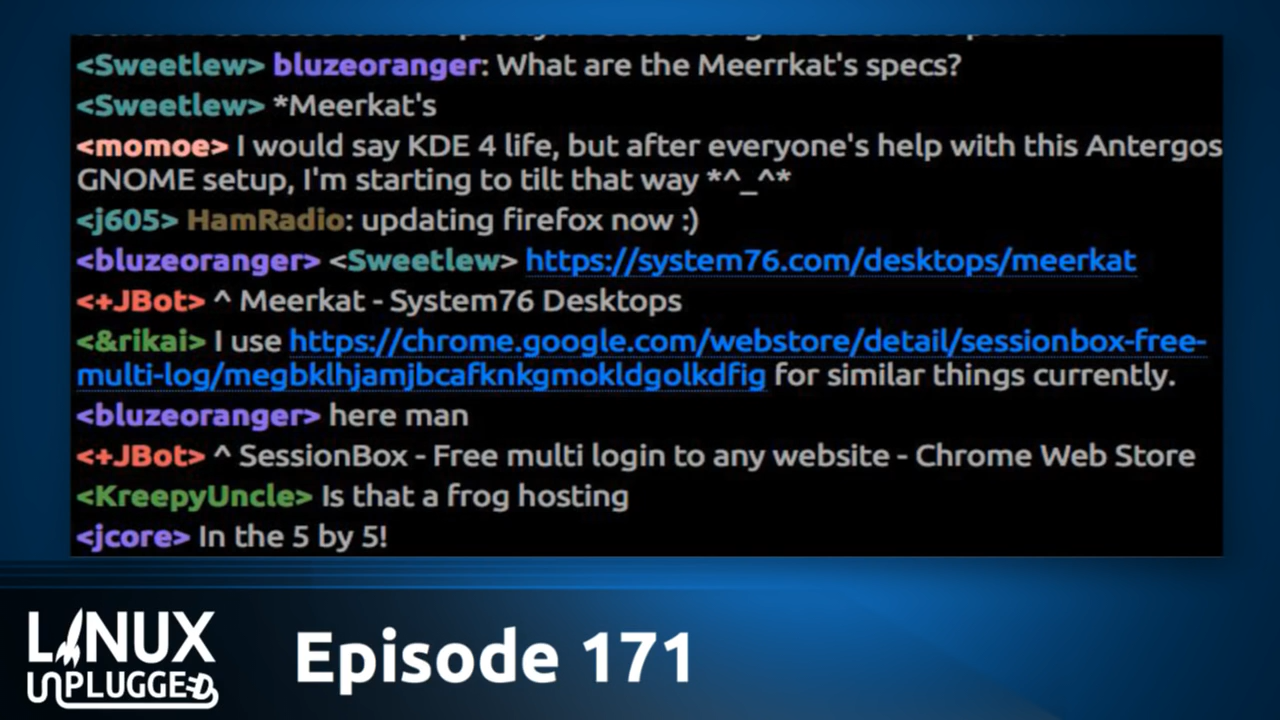 <Sweetlew> bluzeoranger: What are the Meerrkat's specs?
<Sweetlew> *Meerkat's
<momoe> I would say KDE 4 life, but after everyone's help with this Antergos
GNOME setup, I'm starting to tilt that way *^_^*
<j605> HamRadio: updating firefox now :)
<bluzeoranger> <Sweetlew> https://system76.com/desktops/meerkat
<+JBot> ^ Meerkat - System76 Desktops
<&rikai> I use https://chrome.google.com/webstore/detail/sessionbox-free-
multi-log/megbklhjamjbcafknkgmokldgolkdfig for similar things currently.
<bluzeoranger> here man
<+JBot> ^ SessionBox - Free multi login to any website - Chrome Web Store
<KreepyUncle> Is that a frog hosting
<jcore> In the 5 by 5!
LINUX
UNPLUGGED
Episode 171